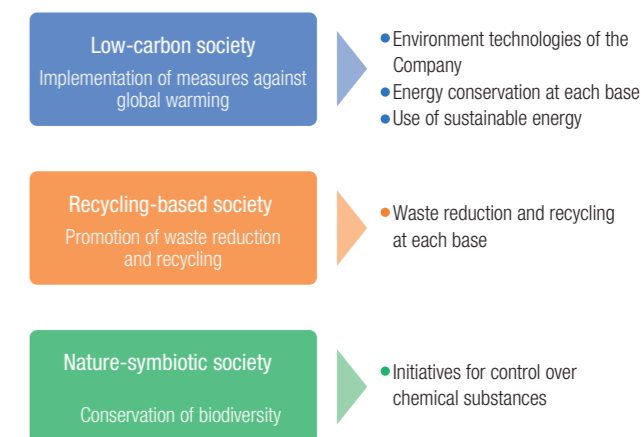 Low-carbon society
Implementation of measures against
global warming
● Environment technologies of the
Company
● Energy conservation at each base
● Use of sustainable energy
Recycling-based society
Promotion of waste reduction
and recycling
● Waste reduction and recycling
at each base
Nature-symbiotic society
Conservation of biodiversity
● Initiatives for control over
chemical substances